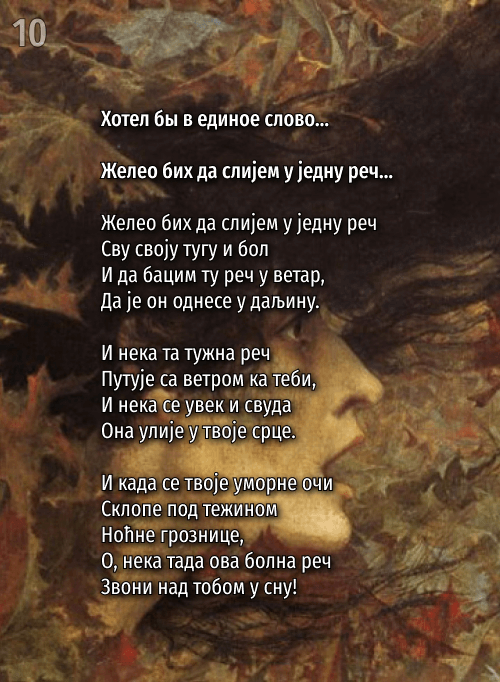 10
Хотел бы в единое слово...
Желео бих да слијем у једну реч...
Желео бих да слијем у једну реч
Сву своју тугу и бол
И да бацим ту реч у ветар,
Да је он однесе у даљину.
И нека та тужна реч
Путује са ветром ка теби,
И нека се увек и свуда
Она улије у твоје срце.
И када се твоје уморне очи
Склопе под тежином
Ноћне грознице,
О, нека тада ова болна реч
Звони над тобом у сну!